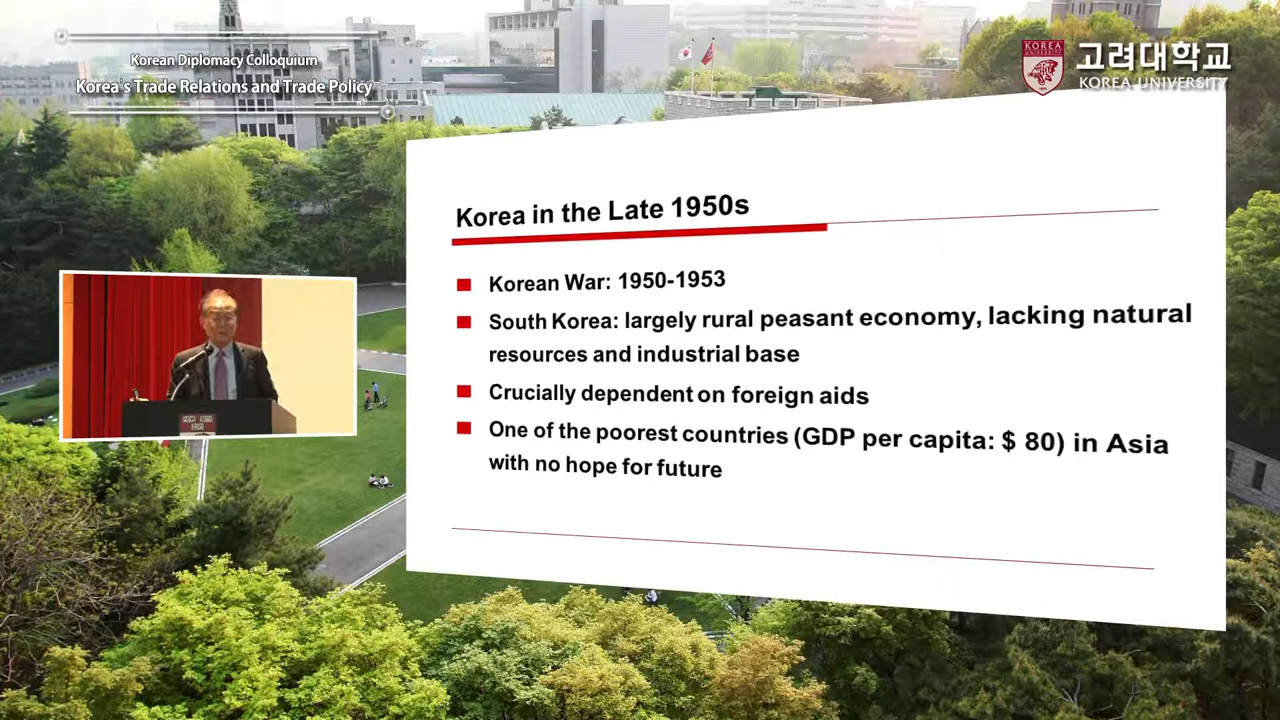 Korean Diplomacy Colloquium
Korea's Trade Relations and Trade Policy
KOREA
UNIVERSITY
고려대학교
KOREA UNIVERSITY
Korea in the Late 1950s
Korean War: 1950-1953
South Korea: largely rural peasant economy, lacking natural
resources and industrial base
Crucially dependent on foreign aids
One of the poorest countries (GDP per capita: $ 80) in Asia
with no hope for future